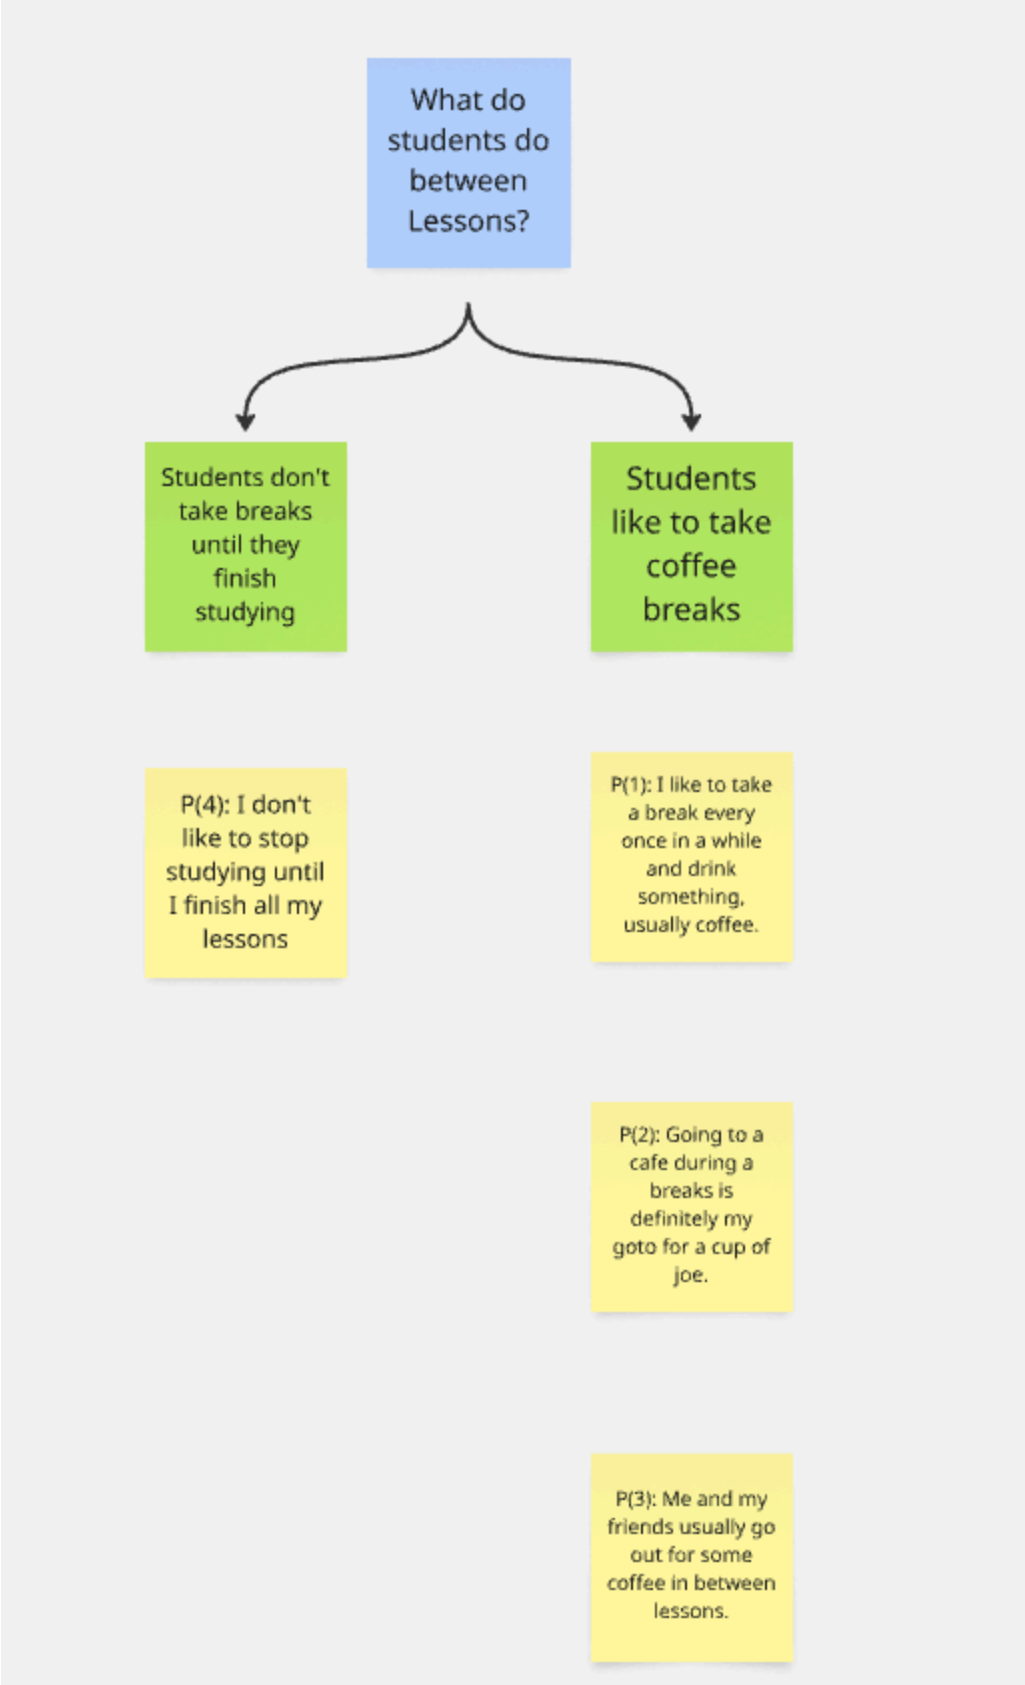 What do
students do
between
Lessons?
Students don't
take breaks
until they
finish
studying
Students
like to take
coffee
breaks
P(4): I don't
like to stop
studying until
I finish all my
lessons
P(1): I like to take
a break every
once in a while
and drink
something,
usually coffee.
P(2): Going to a
cafe during a
breaks is
definitely my
goto for a cup of
joe.
P(3): Me and my
friends usually go
out for some
coffee in between
lessons.